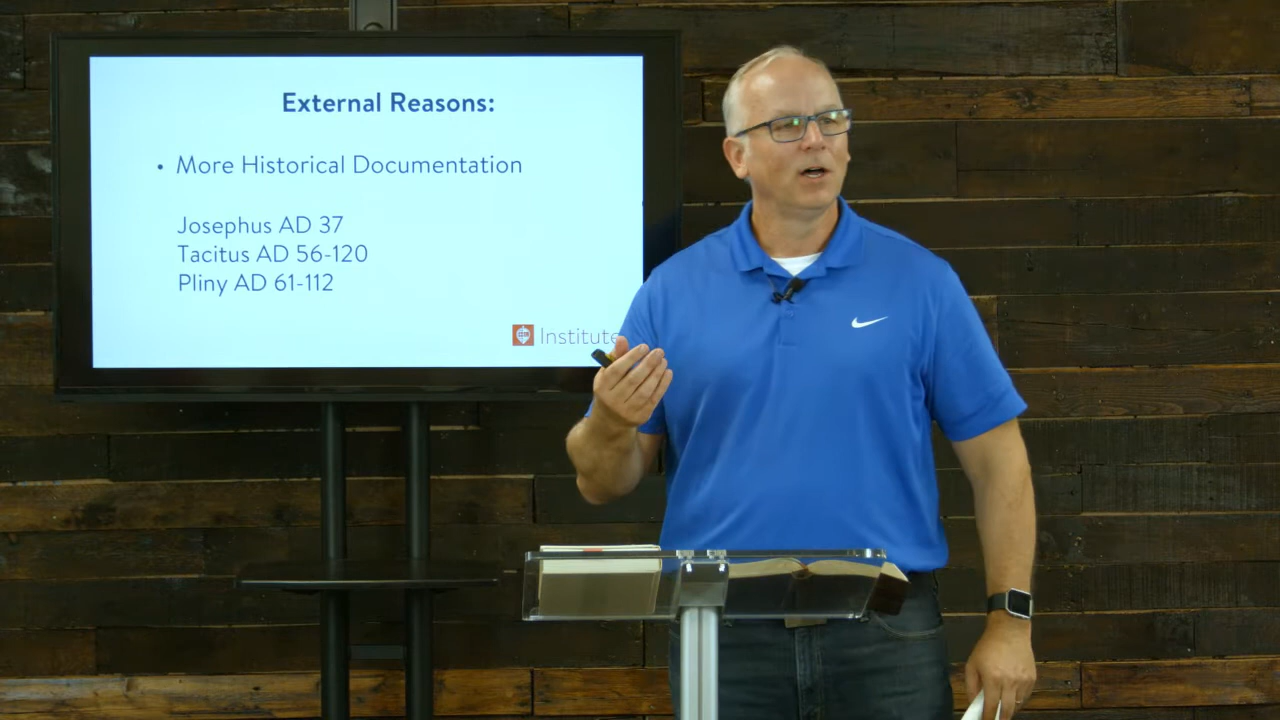 External Reasons:
• More Historical Documentation
Josephus AD 37
Tacitus AD 56-120
Pliny AD 61-112
Institute